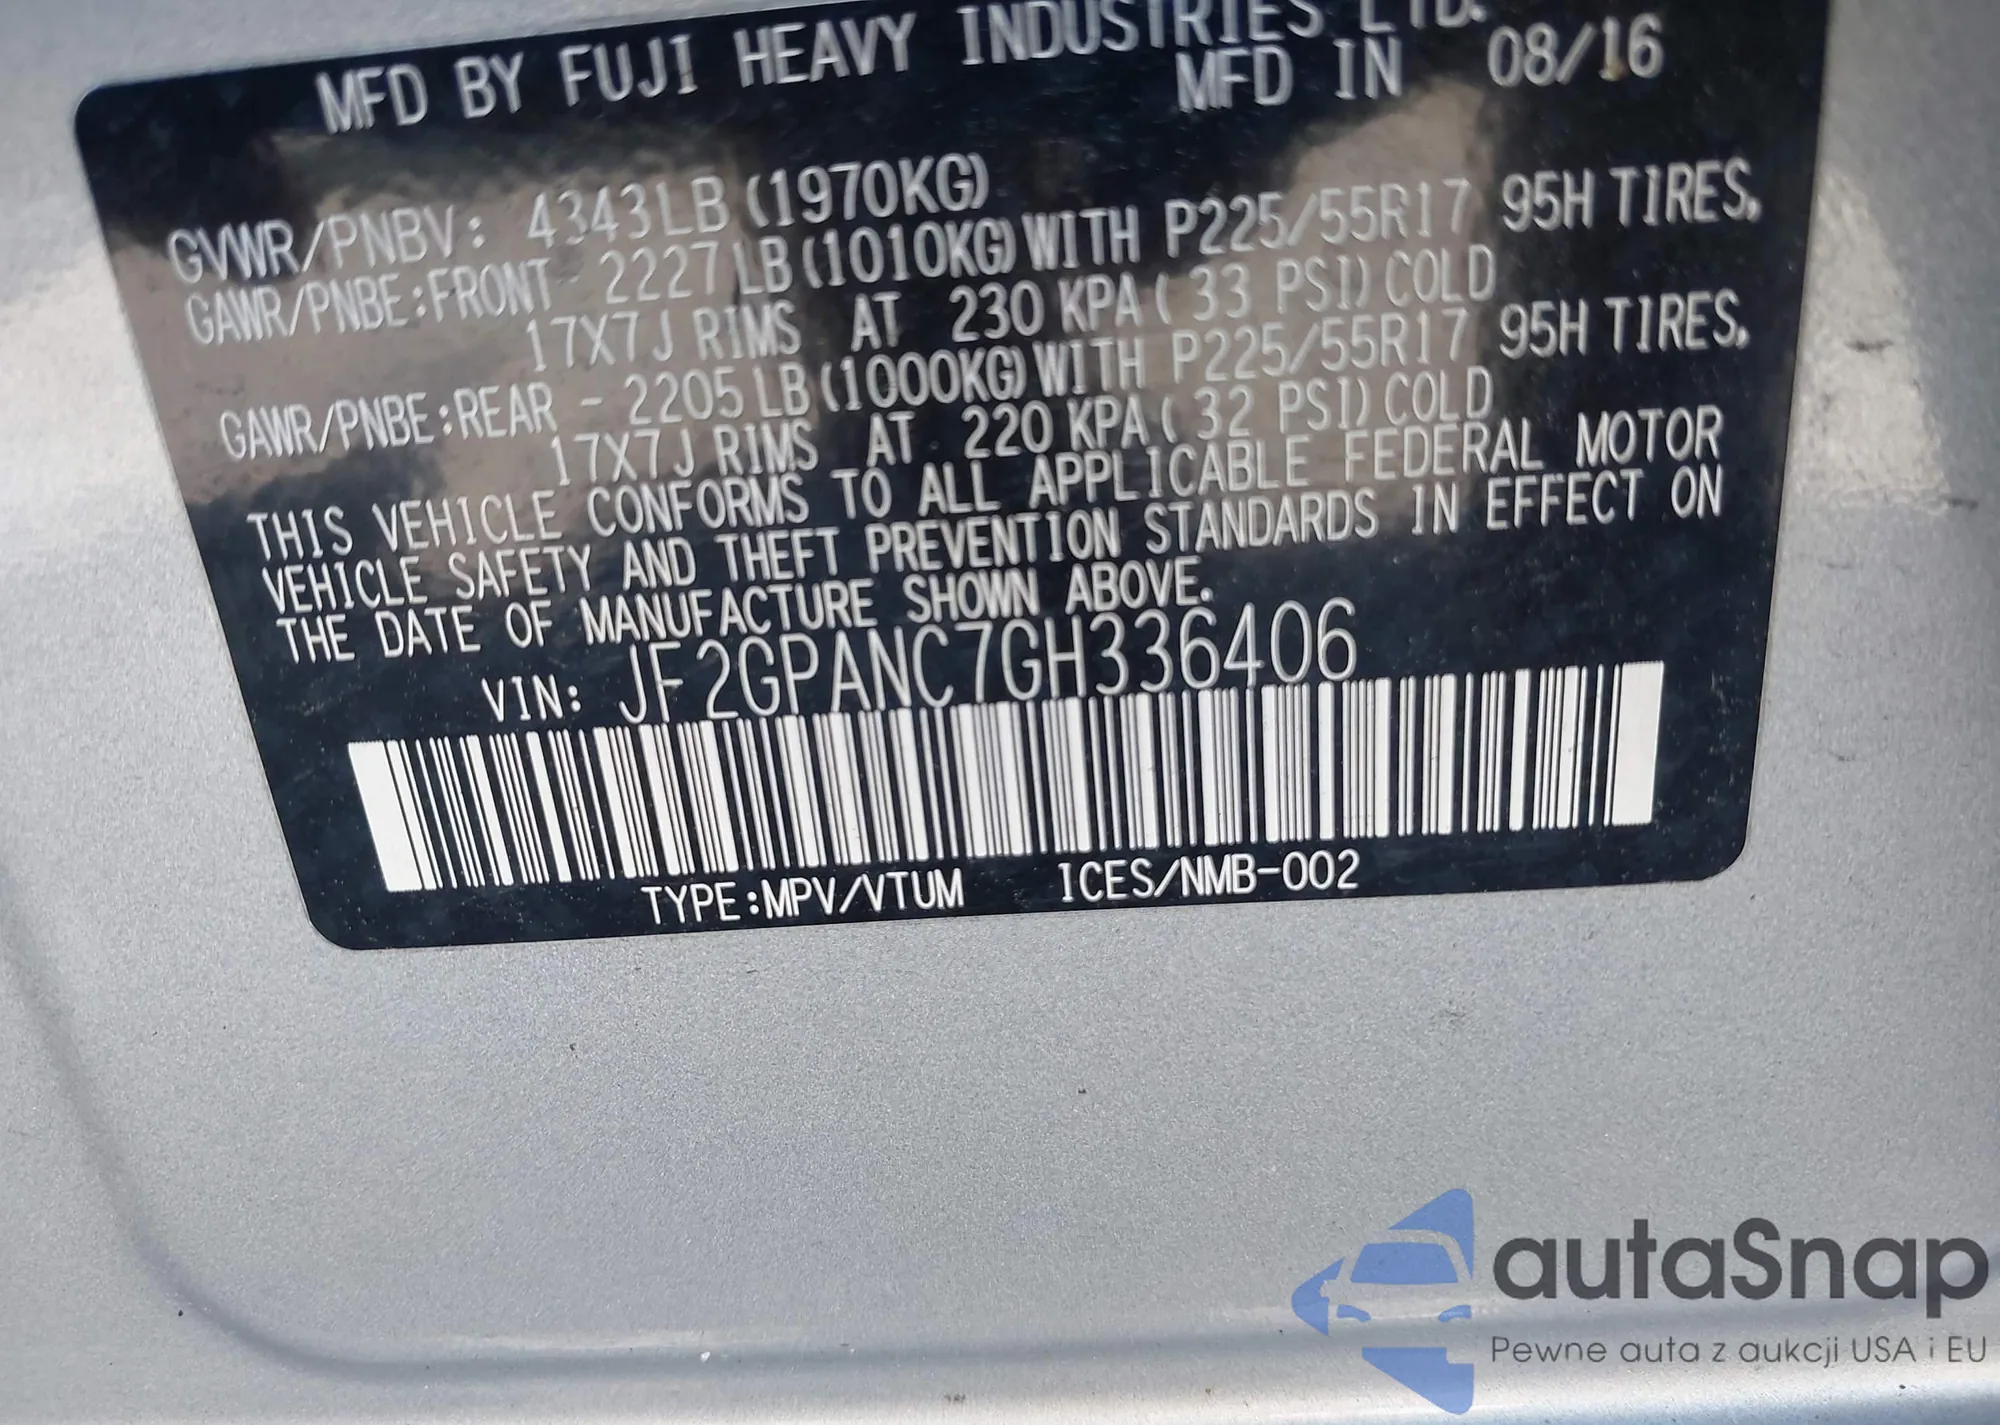 MFD BY FUJI HEAVY INDUSTRIES LTD.
MFD IN 08/16
GVWR/PNBV: 4343LB(1970KG)
GAWR/PNBE:FRONT - 2227LB(1010KG)WITH P225/55R17 95H TIRES,
17X7J RIMS AT 230 KPA( 33 PSI)COLD
GAWR/PNBE:REAR - 2205LB(1000KG)WITH P225/55R17 95H TIRES,
17X7J RIMS AT 220 KPA( 32 PSI)COLD
THIS VEHICLE CONFORMS TO ALL APPLICABLE FEDERAL MOTOR
VEHICLE SAFETY AND THEFT PREVENTION STANDARDS IN EFFECT ON
THE DATE OF MANUFACTURE SHOWN ABOVE.
VIN: JF2GPANC7GH336406
TYPE:MPV/VTUM ICES/NMB-002
autaSnap
Pewne auta z aukcji USA i EU